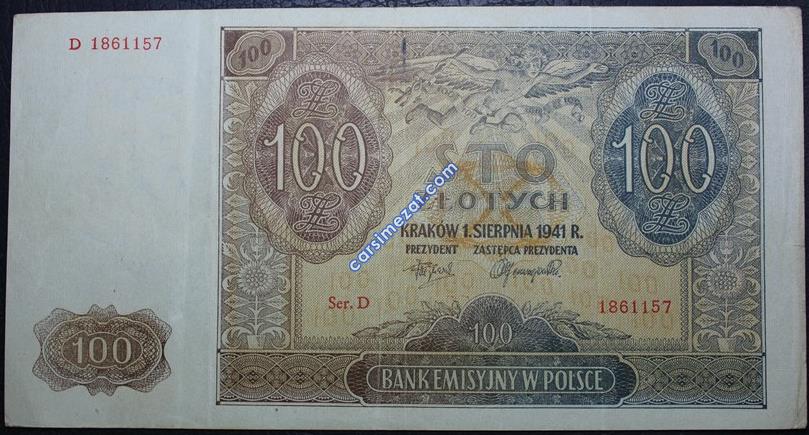 D 1861157
100
100
100
100
STO
ZŁOTYCH
KRAKÓW 1. SIERPNIA 1941 R.
PREZYDENT ZASTĘPCA PREZYDENTA
Ser. D
1861157
100
100
BANK EMISYJNY W POLSCE
carsimezat.com